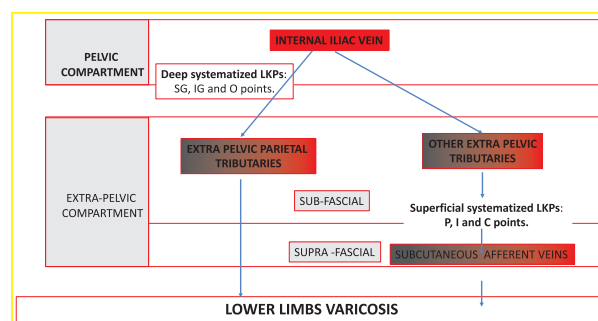 INTERNAL ILIAC VEIN
PELVIC
COMPARTMENT
Deep systematized LKPs:
SG, IG and O points.
EXTRA PELVIC PARIETAL
TRIBUTARIES
OTHER EXTRA PELVIC
TRIBUTARIES
EXTRA-PELVIC
COMPARTMENT
SUB-FASCIAL
Superficial systematized LKPs:
P, I and C points.
SUPRA -FASCIAL
SUBCUTANEOUS AFFERENT VEINS
LOWER LIMBS VARICOSIS